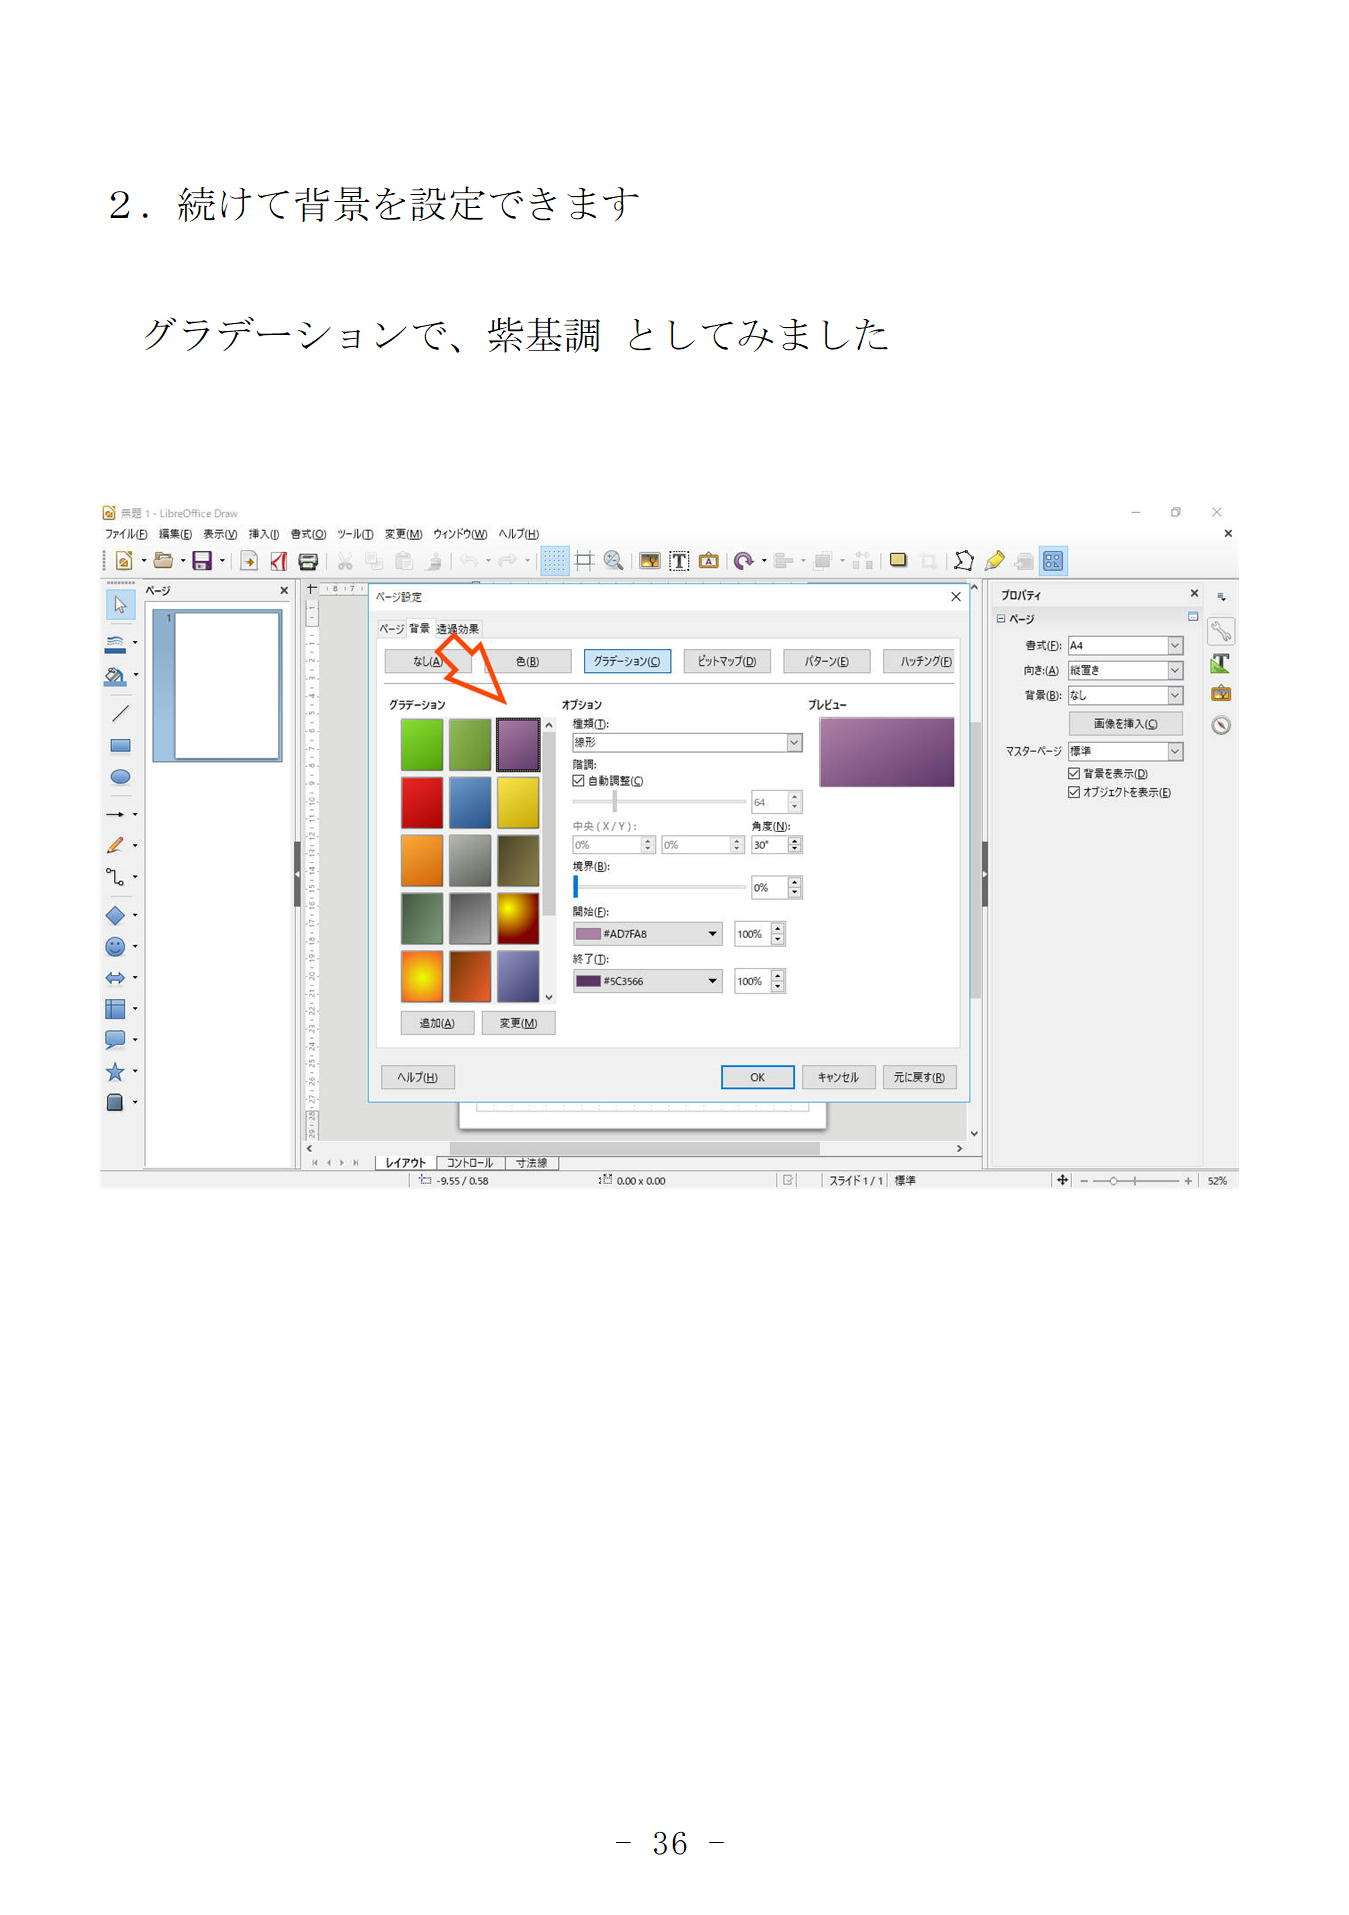 ２．続けて背景を設定できます
グラデーションで、紫基調 としてみました
無題 1 - LibreOffice Draw
ファイル(F) 編集(E) 表示(V) 挿入(I) 書式(O) ツール(T) 変更(M) ウィンドウ(W) ヘルプ(H)
ページ
1
ページ設定
ページ 背景 透過効果
なし(A) 色(B) グラデーション(C) ビットマップ(D) パターン(E) ハッチング(F)
グラデーション
追加(A) 変更(M)
オプション
種類(T):
線形
階調:
自動調整(C)
64
中央(X/Y): 角度(N):
0% 0% 30°
境界(B):
0%
開始(F):
#AD7FA8 100%
終了(T):
#5C3566 100%
プレビュー
ヘルプ(H) OK キャンセル 元に戻す(R)
プロパティ
ページ
書式(F): A4
向き:(A) 縦置き
背景(B): なし
画像を挿入(C)
マスターページ 標準
背景を表示(D)
オブジェクトを表示(E)
レイアウト コントロール 寸法線
-9.55 / 0.58 0.00 x 0.00 スライド 1 / 1 標準 52%
- 36 -